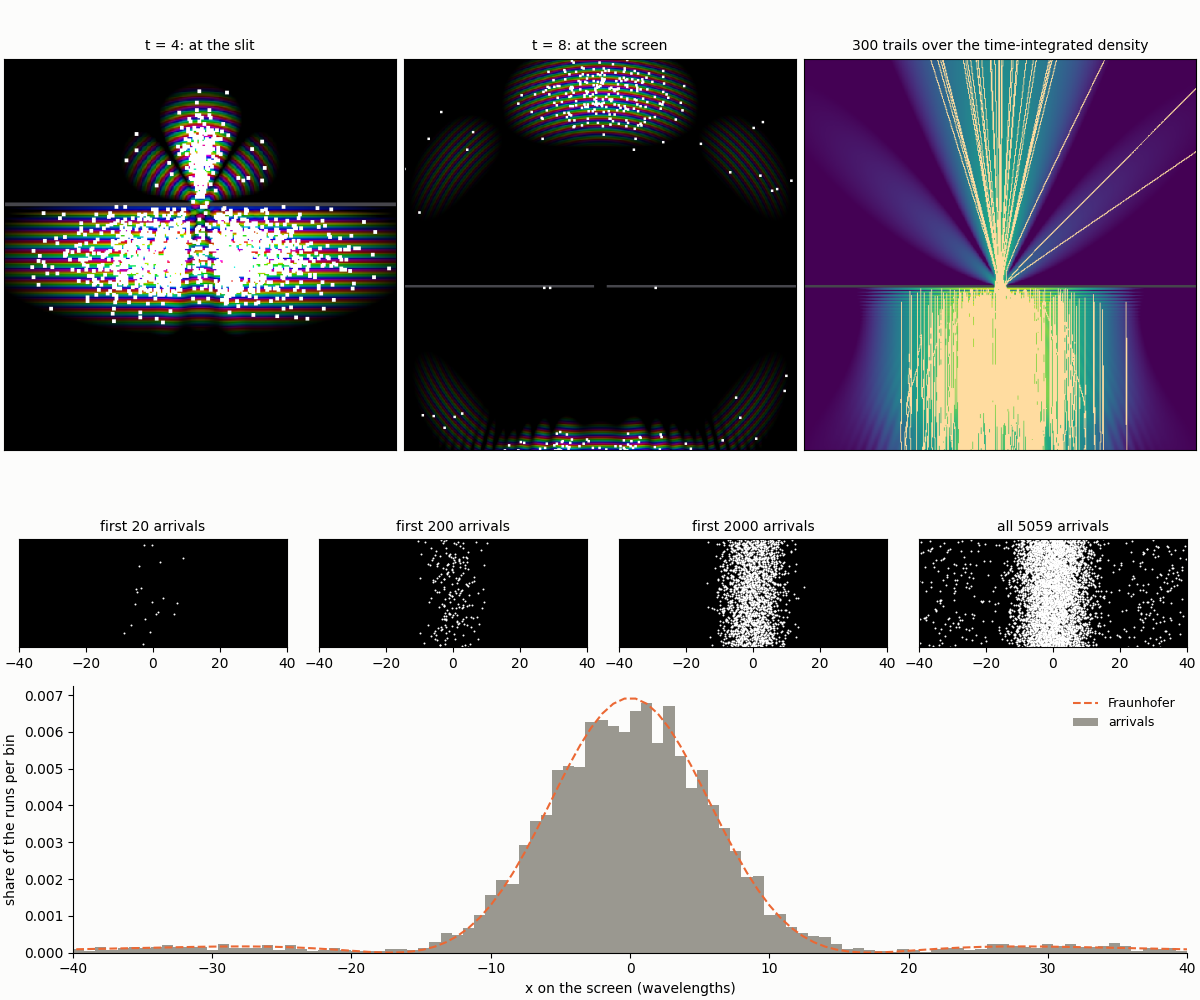 t = 4: at the slit
t = 8: at the screen
300 trails over the time-integrated density
first 20 arrivals
first 200 arrivals
first 2000 arrivals
all 5059 arrivals
−40 −20 0 20 40
−40 −20 0 20 40
−40 −20 0 20 40
−40 −20 0 20 40
share of the runs per bin
0.007
0.006
0.005
0.004
0.003
0.002
0.001
0.000
Fraunhofer
arrivals
−40 −30 −20 −10 0 10 20 30 40
x on the screen (wavelengths)